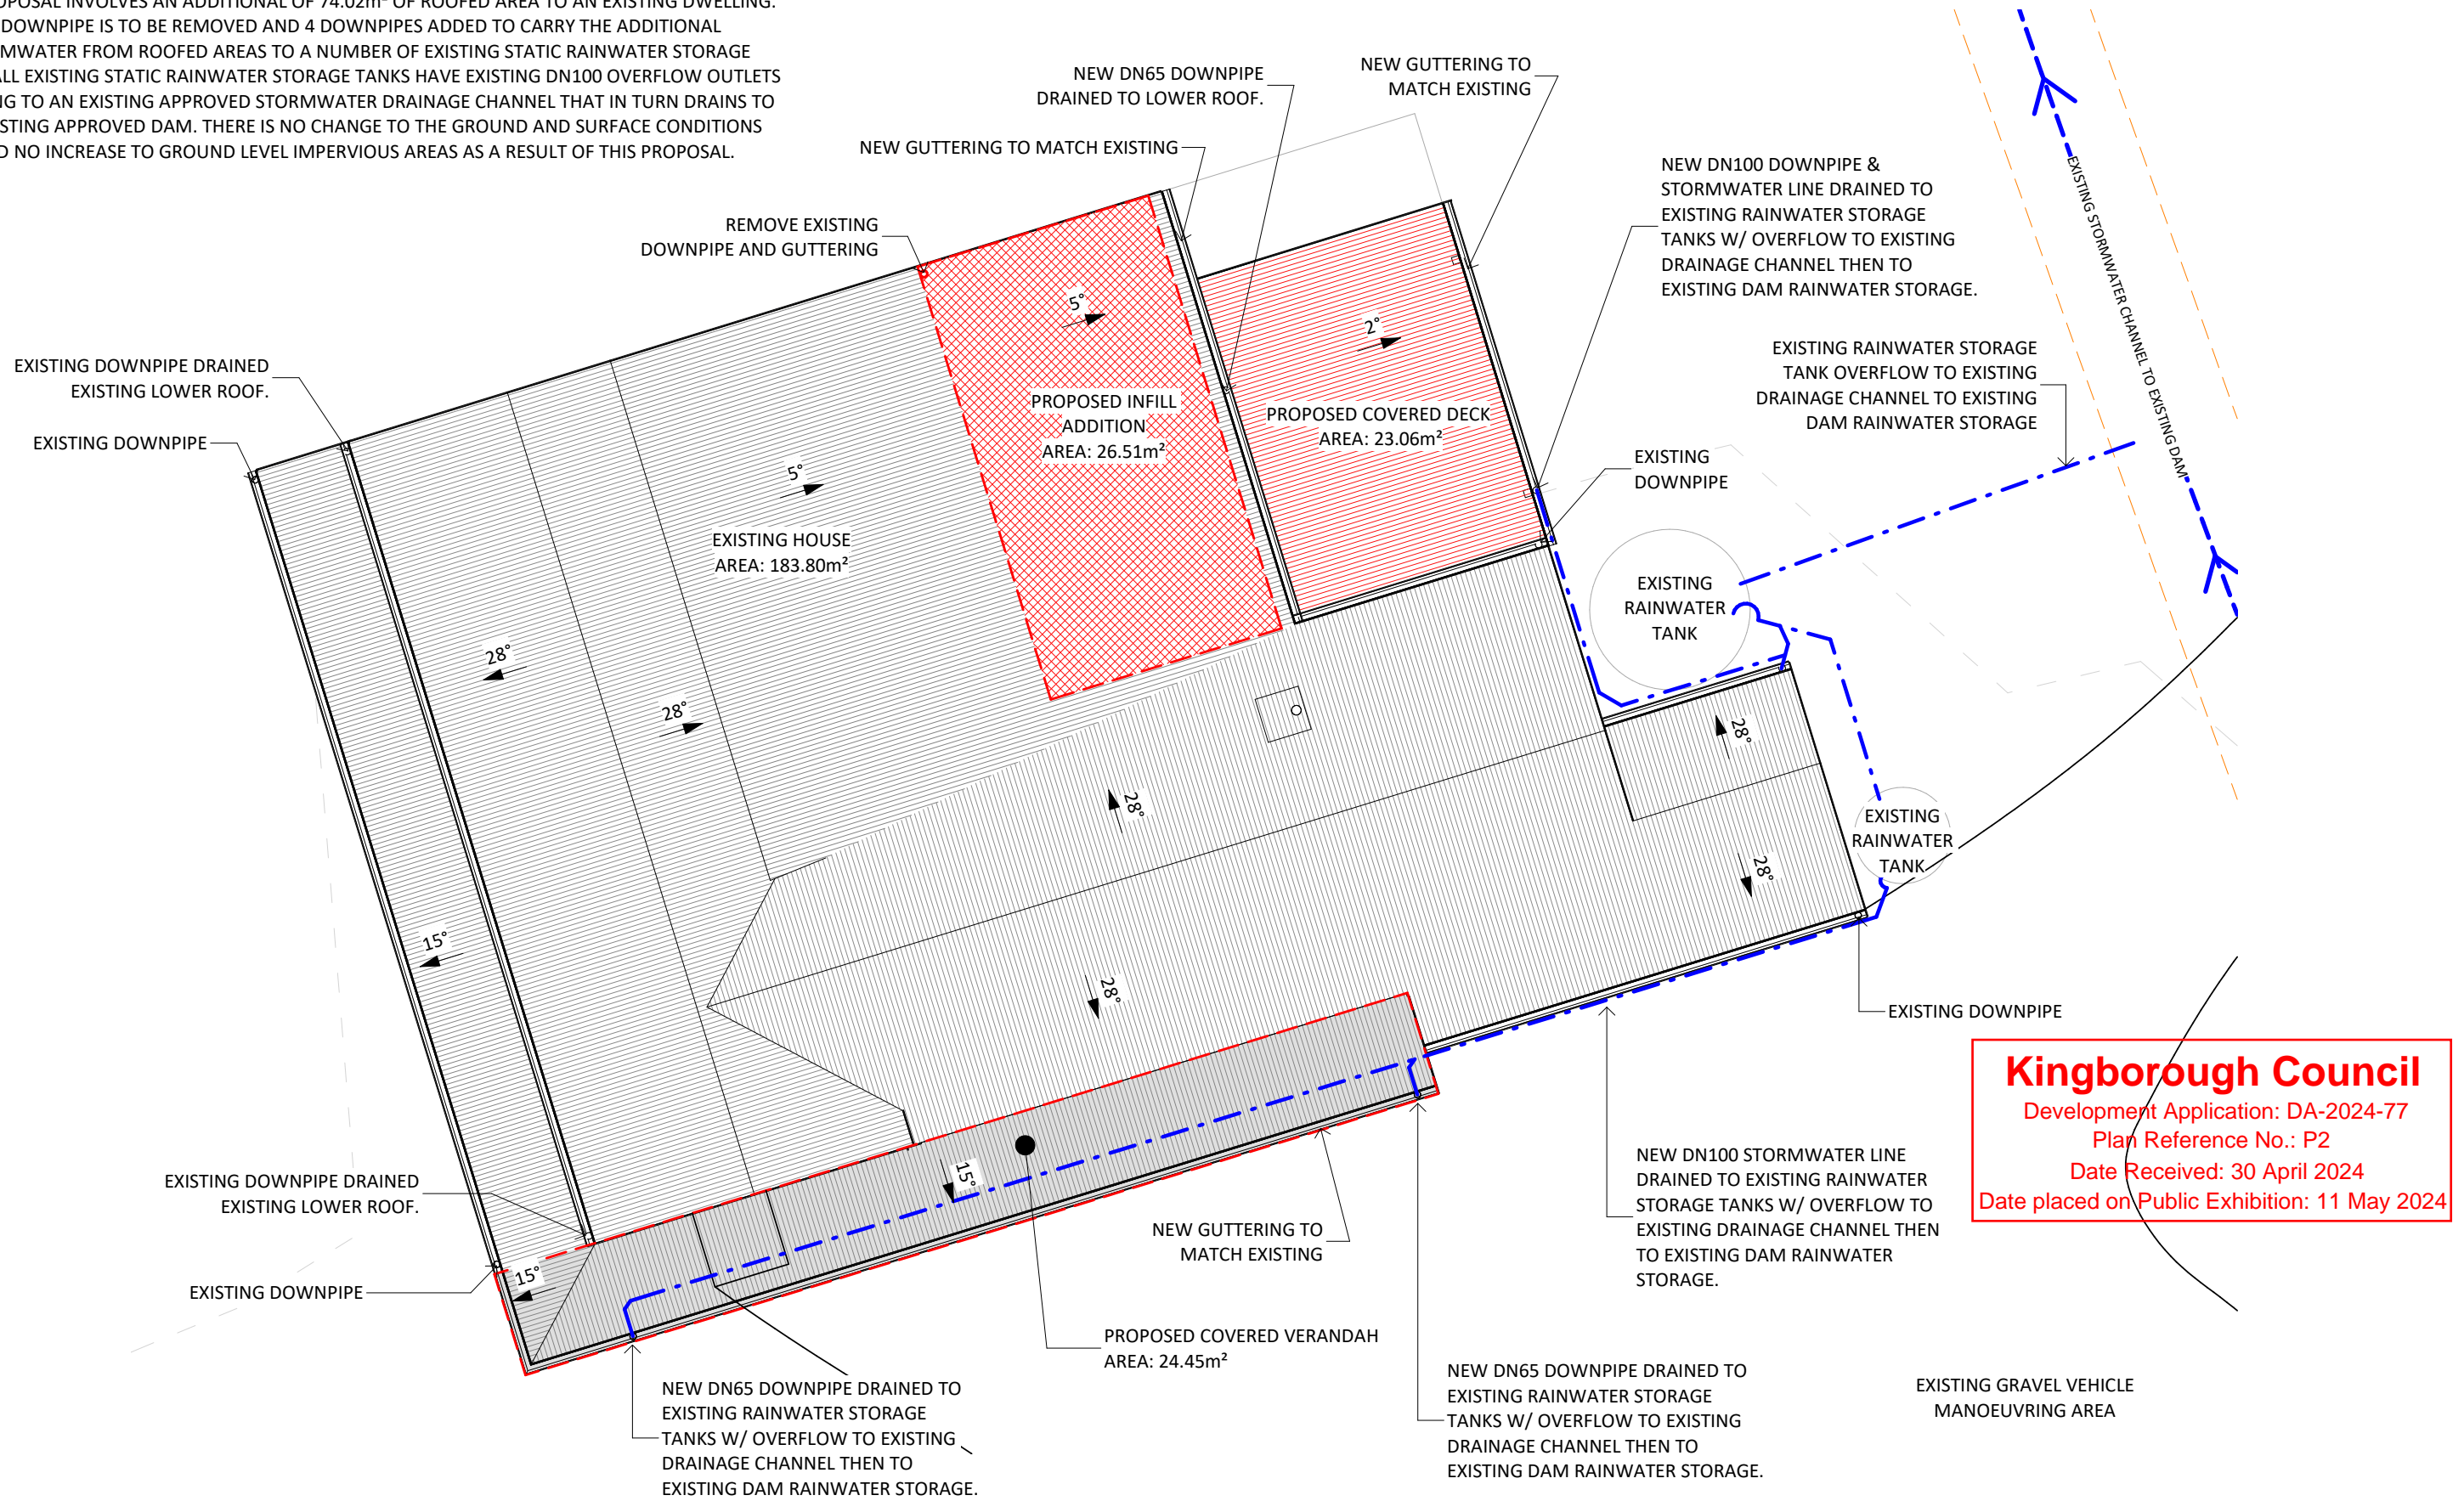 INVOLVES AN ADDITIONAL OF 74.02m² OF ROOFED AREA TO AN EXISTING DWELLING.
DOWNPIPE IS TO BE REMOVED AND 4 DOWNPIPES ADDED TO CARRY THE ADDITIONAL
FROM ROOFED AREAS TO A NUMBER OF EXISTING STATIC RAINWATER STORAGE
ALL EXISTING STATIC RAINWATER STORAGE TANKS HAVE EXISTING DN100 OVERFLOW OUTLETS
TO AN EXISTING APPROVED STORMWATER DRAINAGE CHANNEL THAT IN TURN DRAINS TO
APPROVED DAM. THERE IS NO CHANGE TO THE GROUND AND SURFACE CONDITIONS
NO INCREASE TO GROUND LEVEL IMPERVIOUS AREAS AS A RESULT OF THIS PROPOSAL.
NEW DN65 DOWNPIPE
DRAINED TO LOWER ROOF.
NEW GUTTERING TO
MATCH EXISTING
NEW GUTTERING TO MATCH EXISTING
REMOVE EXISTING
DOWNPIPE AND GUTTERING
NEW DN100 DOWNPIPE &
STORMWATER LINE DRAINED TO
EXISTING RAINWATER STORAGE
TANKS W/ OVERFLOW TO EXISTING
DRAINAGE CHANNEL THEN TO
EXISTING DAM RAINWATER STORAGE.
EXISTING STORMWATER CHANNEL TO EXISTING DAM
EXISTING RAINWATER STORAGE
TANK OVERFLOW TO EXISTING
DRAINAGE CHANNEL TO EXISTING
DAM RAINWATER STORAGE
EXISTING DOWNPIPE DRAINED
EXISTING LOWER ROOF.
EXISTING DOWNPIPE
5°
2°
PROPOSED INFILL
ADDITION
AREA: 26.51m²
PROPOSED COVERED DECK
AREA: 23.06m²
EXISTING
DOWNPIPE
5°
EXISTING HOUSE
AREA: 183.80m²
EXISTING
RAINWATER
TANK
28°
28°
28°
28°
28°
EXISTING
RAINWATER
TANK
15°
28°
EXISTING DOWNPIPE
Kingborough Council
Development Application: DA-2024-77
Plan Reference No.: P2
Date Received: 30 April 2024
Date placed on Public Exhibition: 11 May 2024
EXISTING DOWNPIPE DRAINED
EXISTING LOWER ROOF.
15°
15°
EXISTING DOWNPIPE
NEW GUTTERING TO
MATCH EXISTING
NEW DN100 STORMWATER LINE
DRAINED TO EXISTING RAINWATER
STORAGE TANKS W/ OVERFLOW TO
EXISTING DRAINAGE CHANNEL THEN
TO EXISTING DAM RAINWATER
STORAGE.
PROPOSED COVERED VERANDAH
AREA: 24.45m²
NEW DN65 DOWNPIPE DRAINED TO
EXISTING RAINWATER STORAGE
TANKS W/ OVERFLOW TO EXISTING
DRAINAGE CHANNEL THEN TO
EXISTING DAM RAINWATER STORAGE.
NEW DN65 DOWNPIPE DRAINED TO
EXISTING RAINWATER STORAGE
TANKS W/ OVERFLOW TO EXISTING
DRAINAGE CHANNEL THEN TO
EXISTING DAM RAINWATER STORAGE.
EXISTING GRAVEL VEHICLE
MANOEUVRING AREA